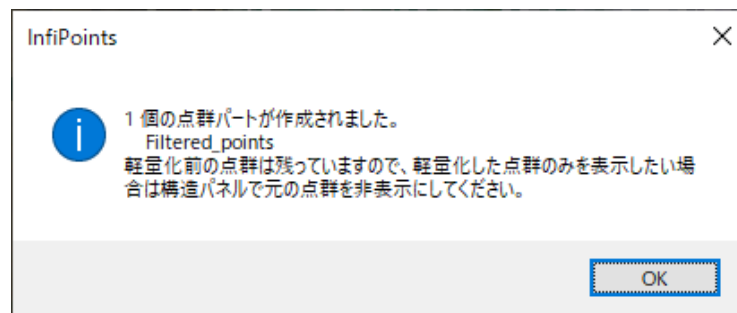 InfiPoints
1 個の点群パートが作成されました。
Filtered_points
軽量化前の点群は残っていますので、軽量化した点群のみを表示したい場
合は構造パネルで元の点群を非表示にしてください。
OK